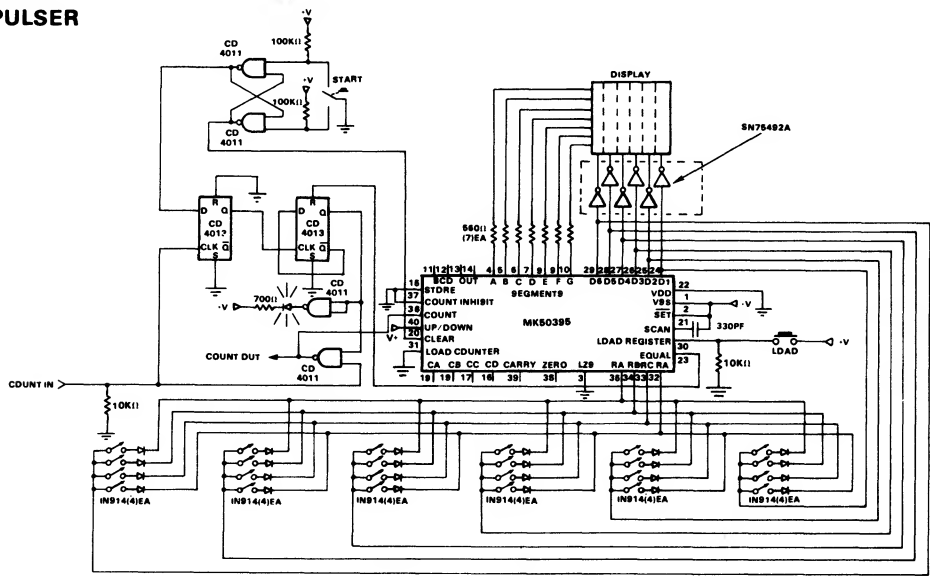 PULSER
-V
CD
4011
100KΩ
-V
START
100KΩ
CD
4011
DISPLAY
SN75492A
R
D Q
CD
4013
CLK Q̅
S
R
D Q
CD
4013
CLK Q̅
S
560Ω
(7)EA
11 12 13 14 4 5 6 7 8 9 10 29 28 27 26 25 24
BCD OUT A B C D E F G D6 D5 D4 D3 D2 D1
SEGMENTS
15 STORE
37 COUNT INHIBIT
36 COUNT
40 UP/DOWN
V+
20 CLEAR
31 LOAD COUNTER
MK50395
VDD 22
VSS 1
SET 2
SCAN 21
LOAD REGISTER 30
EQUAL 23
-V
330PF
LOAD
-V
10KΩ
CA CB CC CD CARRY ZERO LZB RA RB RC RA
19 18 17 16 39 38 3 35 34 33 32
-V
700Ω
CD
4011
COUNT OUT
CD
4011
COUNT IN
10KΩ
IN914(4)EA
IN914(4)EA
IN914(4)EA
IN914(4)EA
IN914(4)EA
IN914(4)EA